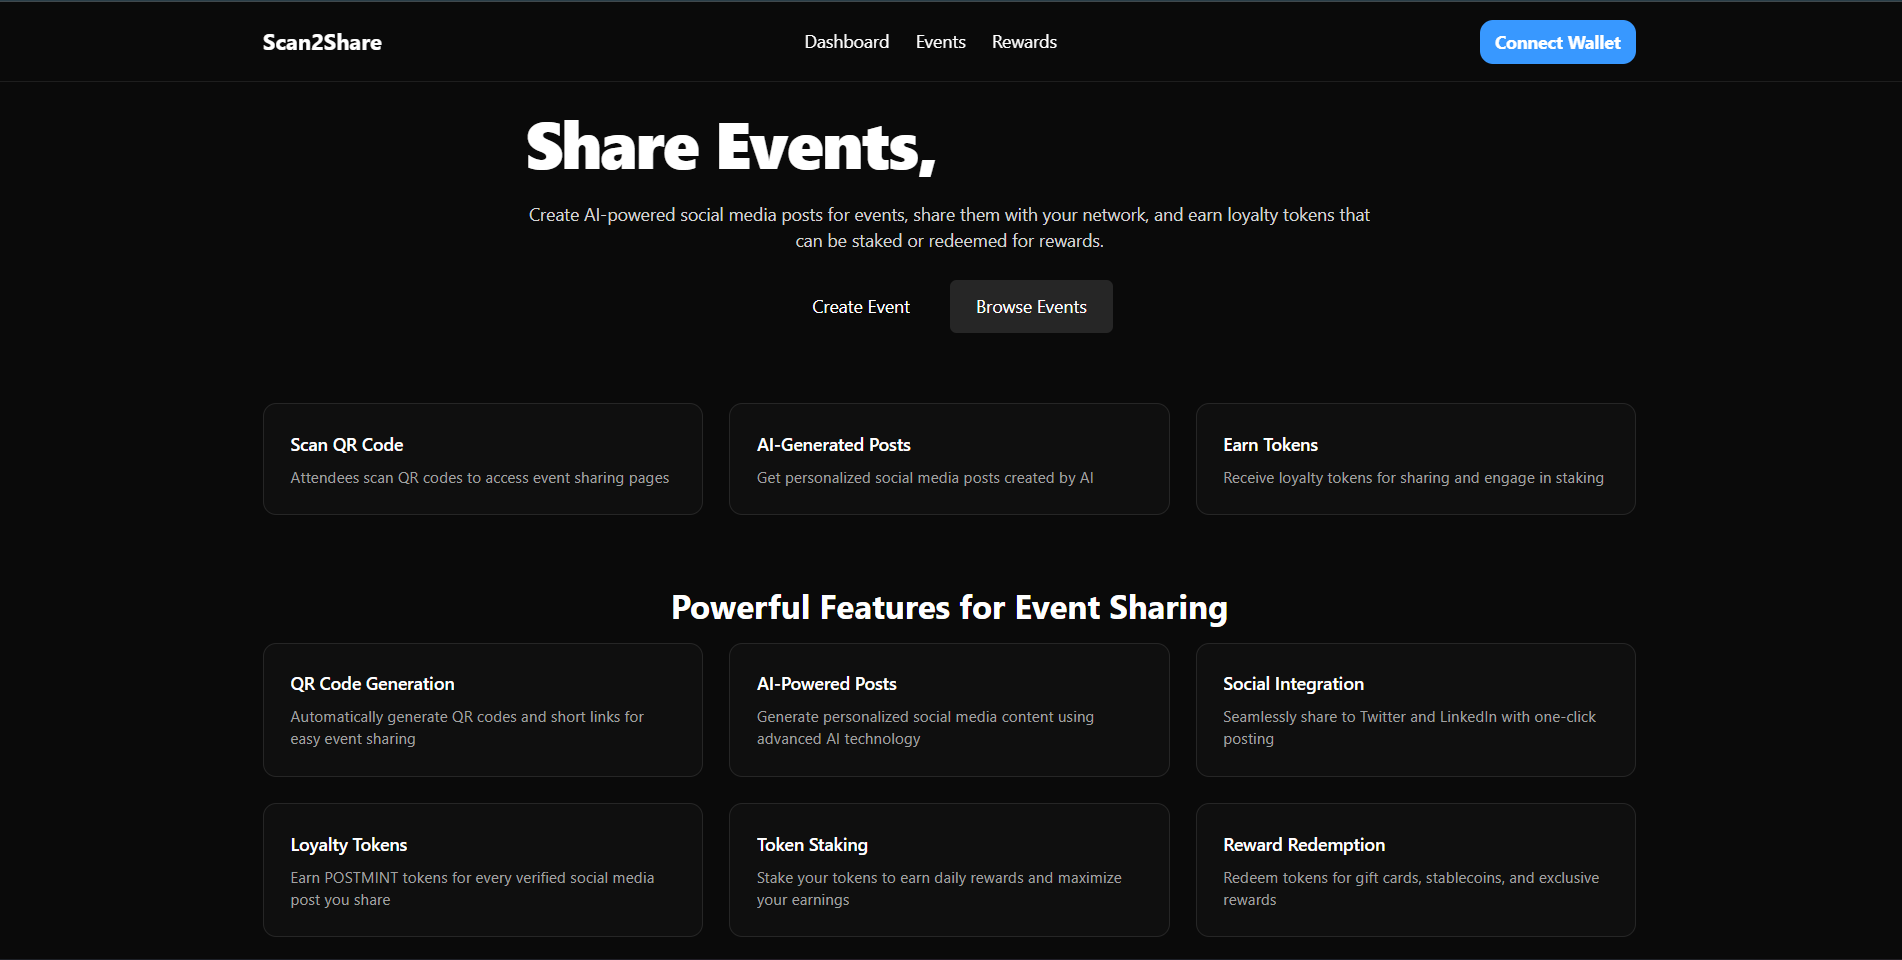 Scan2Share
Dashboard Events Rewards
Connect Wallet
Share Events,
Create AI-powered social media posts for events, share them with your network, and earn loyalty tokens that
can be staked or redeemed for rewards.
Create Event
Browse Events
Scan QR Code
Attendees scan QR codes to access event sharing pages
AI-Generated Posts
Get personalized social media posts created by AI
Earn Tokens
Receive loyalty tokens for sharing and engage in staking
Powerful Features for Event Sharing
QR Code Generation
Automatically generate QR codes and short links for
easy event sharing
AI-Powered Posts
Generate personalized social media content using
advanced AI technology
Social Integration
Seamlessly share to Twitter and LinkedIn with one-click
posting
Loyalty Tokens
Earn POSTMINT tokens for every verified social media
post you share
Token Staking
Stake your tokens to earn daily rewards and maximize
your earnings
Reward Redemption
Redeem tokens for gift cards, stablecoins, and exclusive
rewards